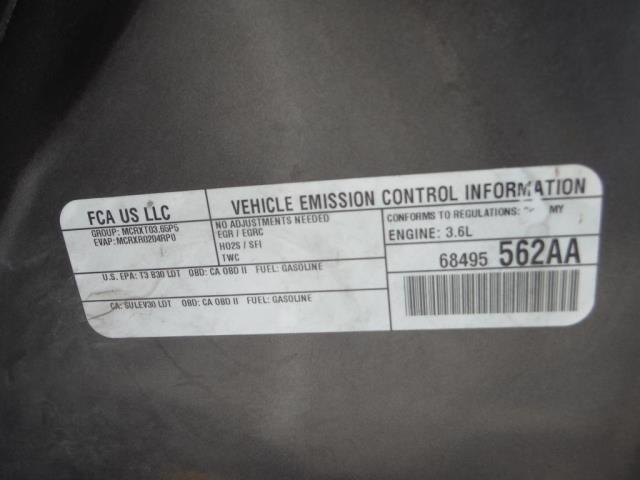 FCA US LLC
GROUP: MCRXT03.65P5
EVAP: MCRXR0204RP0
VEHICLE EMISSION CONTROL INFORMATION
NO ADJUSTMENTS NEEDED
EGR / EGRC
HO2S / SFI
TWC
CONFORMS TO REGULATIONS: MY
ENGINE: 3.6L
68495 562AA
U.S. EPA: T3 B30 LDT OBD: CA OBD II FUEL: GASOLINE
CA: SULEV30 LDT OBD: CA OBD II FUEL: GASOLINE